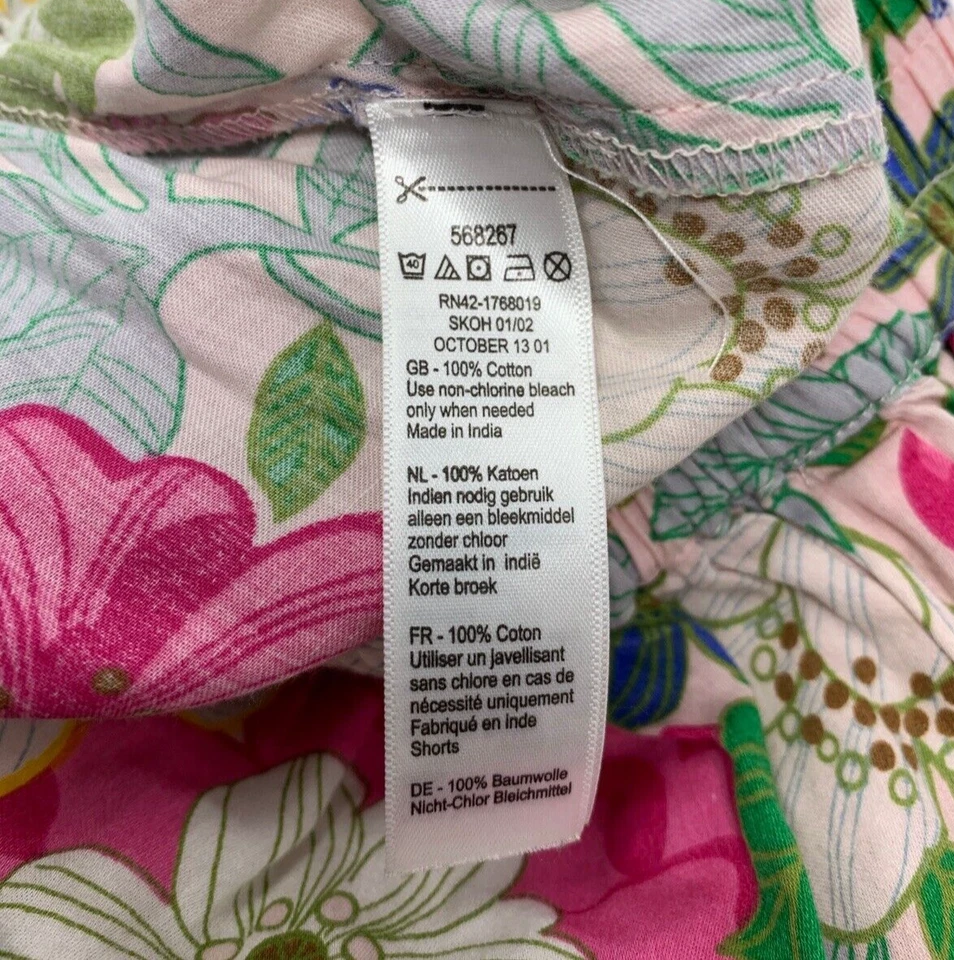 568267
40
RN42-1768019
SKOH 01/02
OCTOBER 13 01
GB - 100% Cotton
Use non-chlorine bleach
only when needed
Made in India
NL - 100% Katoen
Indien nodig gebruik
alleen een bleekmiddel
zonder chloor
Gemaakt in indië
Korte broek
FR - 100% Coton
Utiliser un javellisant
sans chlore en cas de
nécessité uniquement
Fabriqué en inde
Shorts
DE - 100% Baumwolle
Nicht-Chlor Bleichmittel